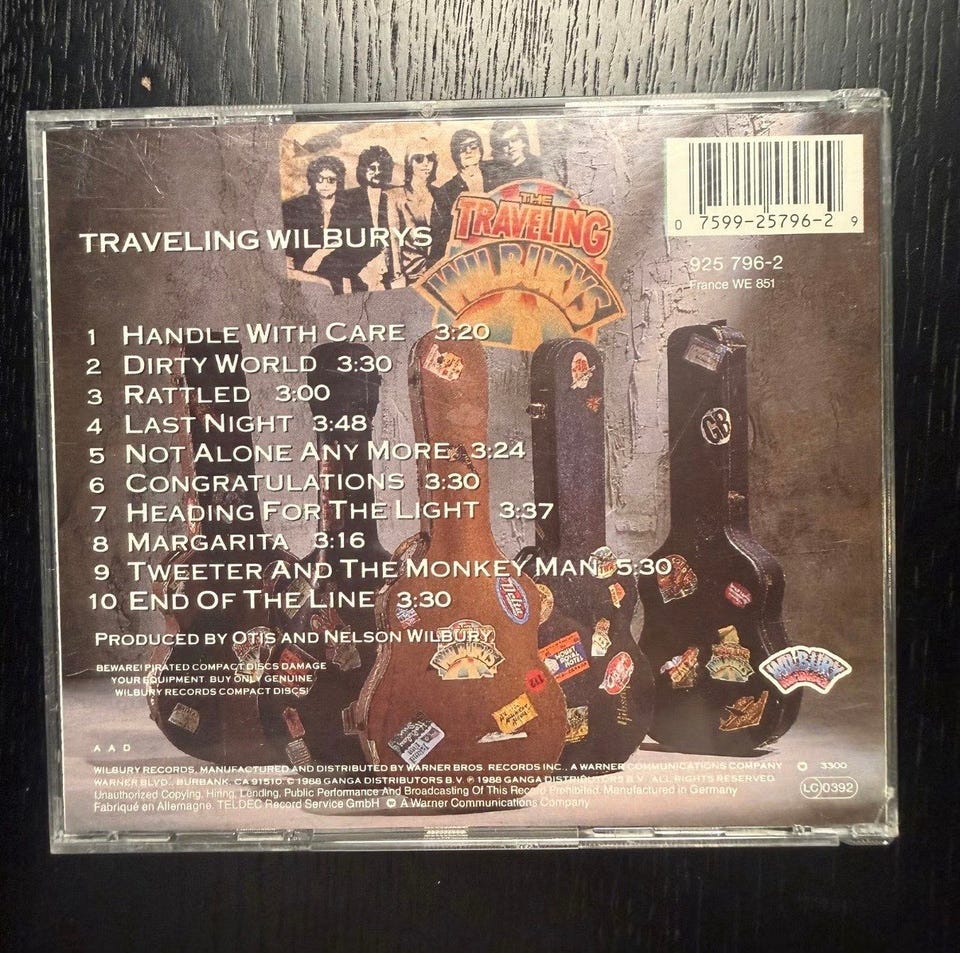 THE
TRAVELING
WILBURYS
0 7599-25796-2 9
TRAVELING WILBURYS
925 796-2
France WE 851
1 HANDLE WITH CARE 3:20
2 DIRTY WORLD 3:30
3 RATTLED 3:00
4 LAST NIGHT 3:48
5 NOT ALONE ANY MORE 3:24
6 CONGRATULATIONS 3:30
7 HEADING FOR THE LIGHT 3:37
8 MARGARITA 3:16
9 TWEETER AND THE MONKEY MAN 5:30
10 END OF THE LINE 3:30
GB
Delta
PRODUCED BY OTIS AND NELSON WILBURY
BEWARE! PIRATED COMPACT DISCS DAMAGE
YOUR EQUIPMENT BUY ONLY GENUINE
WILBURY RECORDS COMPACT DISCS!
MOUNT
ROYAL
HOTEL
WILBURY
A A D
WILBURY RECORDS, MANUFACTURED AND DISTRIBUTED BY WARNER BROS. RECORDS INC., A WARNER COMMUNICATIONS COMPANY 3300
WARNER BLVD., BURBANK, CA 91510. © 1988 GANGA DISTRIBUTORS B.V. ℗ 1988 GANGA DISTRIBUTORS B.V. ALL RIGHTS RESERVED.
Unauthorized Copying, Hiring, Lending, Public Performance And Broadcasting Of This Record Prohibited. Manufactured in Germany
Fabriqué en Allemagne. TELDEC Record Service GmbH A Warner Communications Company
LC 0392